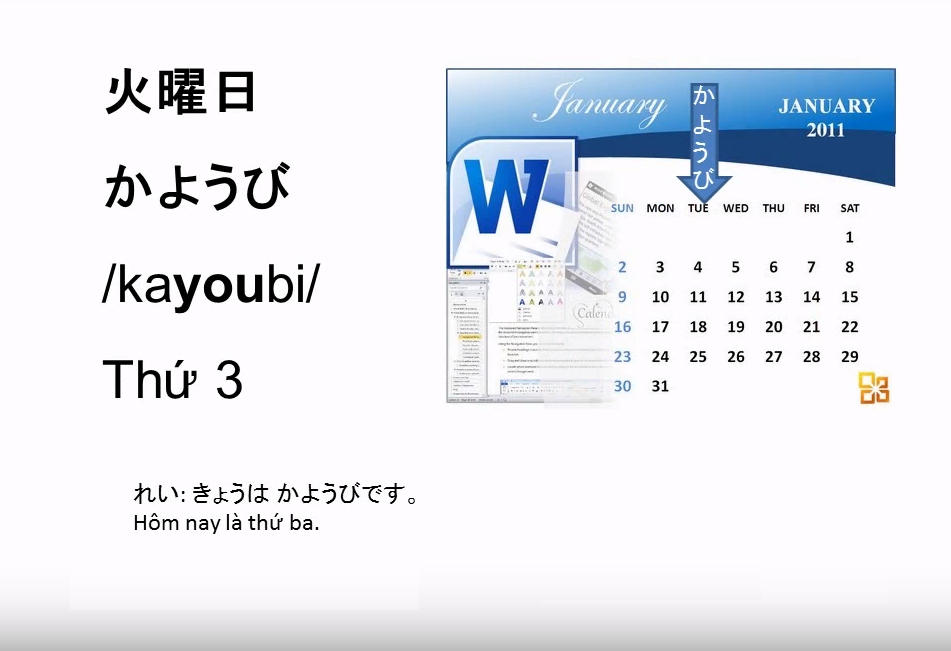 火曜日
かようび
/kayoubi/
Thứ 3
れい: きょうは かようびです。
Hôm nay là thứ ba.
January
かようび
JANUARY
2011
W
SUN MON TUE WED THU FRI SAT
1
2 3 4 5 6 7 8
9 10 11 12 13 14 15
16 17 18 19 20 21 22
23 24 25 26 27 28 29
30 31